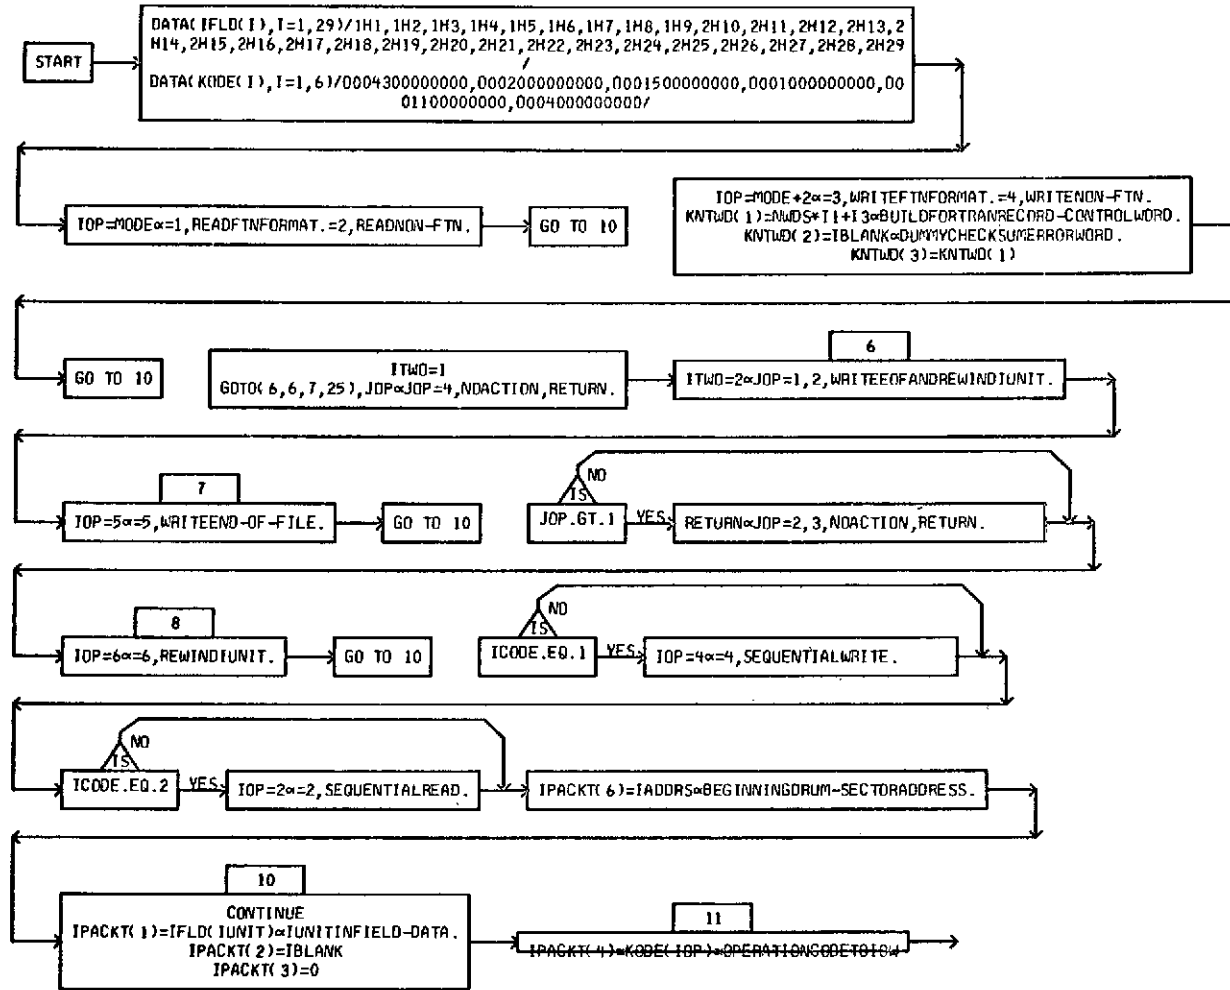 START
DATA(IFLD(I),I=1,29)/1H1,1H2,1H3,1H4,1H5,1H6,1H7,1H8,1H9,2H10,2H11,2H12,2H13,2
H14,2H15,2H16,2H17,2H18,2H19,2H20,2H21,2H22,2H23,2H24,2H25,2H26,2H27,2H28,2H29
/
DATA(KODE(I),I=1,6)/O004300000000,O002000000000,O001500000000,O001000000000,O0
01100000000,O004000000000/
IOP=MODE∝=1,READFTNFORMAT.=2,READNON-FTN.
GO TO 10
IOP=MODE+2∝=3,WRITEFTNFORMAT.=4,WRITENON-FTN.
KNTWD(1)=NWDS*I1+I3∝BUILDFORTRANRECORD-CONTROLWORD.
KNTWD(2)=IBLANK∝DUMMYCHECKSUMERRORWORD.
KNTWD(3)=KNTWD(1)
GO TO 10
ITWO=1
GOTO(6,6,7,25),JOP∝JOP=4,NOACTION,RETURN.
6
ITWO=2∝JOP=1,2,WRITEEOFANDREWINDIUNIT.
7
IOP=5∝=5,WRITEEND-OF-FILE.
GO TO 10
NO
IS
JOP.GT.1
YES
RETURN∝JOP=2,3,NOACTION,RETURN.
8
IOP=6∝=6,REWINDIUNIT.
GO TO 10
NO
IS
ICODE.EQ.1
YES
IOP=4∝=4,SEQUENTIALWRITE.
NO
IS
ICODE.EQ.2
YES
IOP=2∝=2,SEQUENTIALREAD.
IPACKT(6)=IADDRS∝BEGINNINGDRUM-SECTORADDRESS.
10
CONTINUE
IPACKT(1)=IFLD(IUNIT)∝IUNITINFIELD-DATA.
IPACKT(2)=IBLANK
IPACKT(3)=0
11
IPACKT(4)=KODE(IOP)∝OPERATIONCODETOIOW